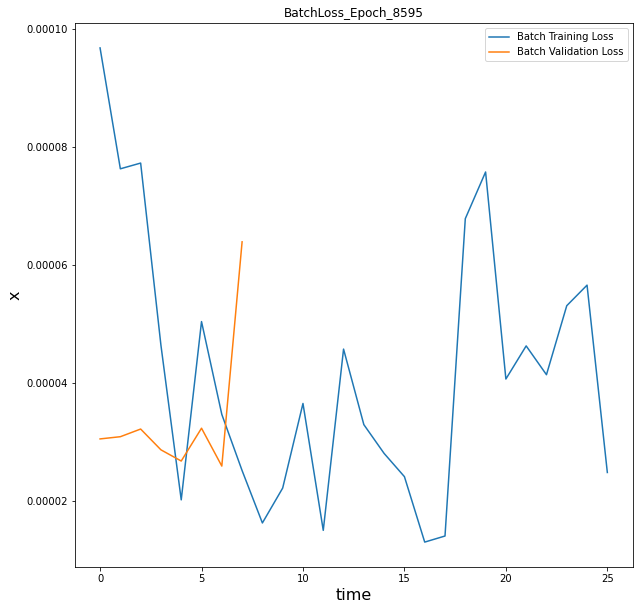 BatchLoss_Epoch_8595
Batch Training Loss
Batch Validation Loss
0.00010
0.00008
0.00006
0.00004
0.00002
x
0 5 10 15 20 25
time